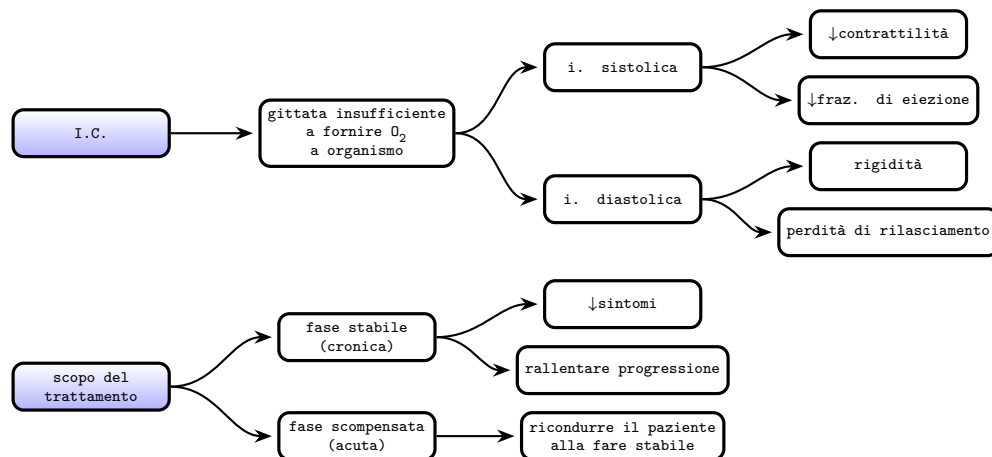 I.C.
gittata insufficiente
a fornire O₂
a organismo
i. sistolica
↓contrattilità
↓fraz. di eiezione
i. diastolica
rigidità
perdità di rilasciamento
scopo del
trattamento
fase stabile
(cronica)
↓sintomi
rallentare progressione
fase scompensata
(acuta)
ricondurre il paziente
alla fare stabile